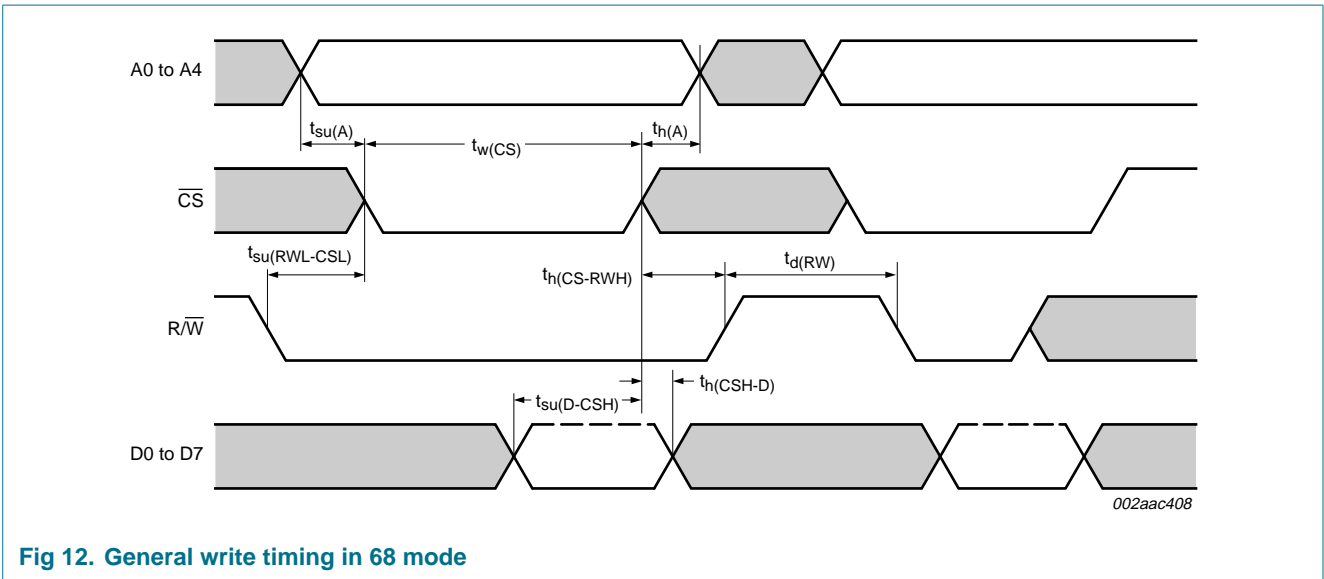 A0 to A4
tsu(A)
tw(CS)
th(A)
CS
tsu(RWL-CSL)
th(CS-RWH)
td(RW)
R/W
tsu(D-CSH)
th(CSH-D)
D0 to D7
002aac408
Fig 12. General write timing in 68 mode